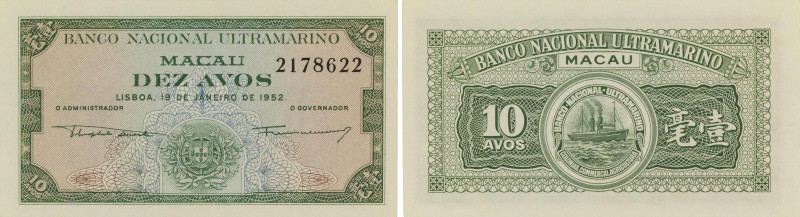 10
BANCO NACIONAL ULTRAMARINO
MACAU
2178622
DEZ AVOS
LISBOA, 19 DE JANEIRO DE 1952.
O ADMINISTRADOR
O GOVERNADOR
10
10
BANCO NACIONAL ULTRAMARINO
MACAU
BANCO NACIONAL ULTRAMARINO
10
AVOS
毫壹